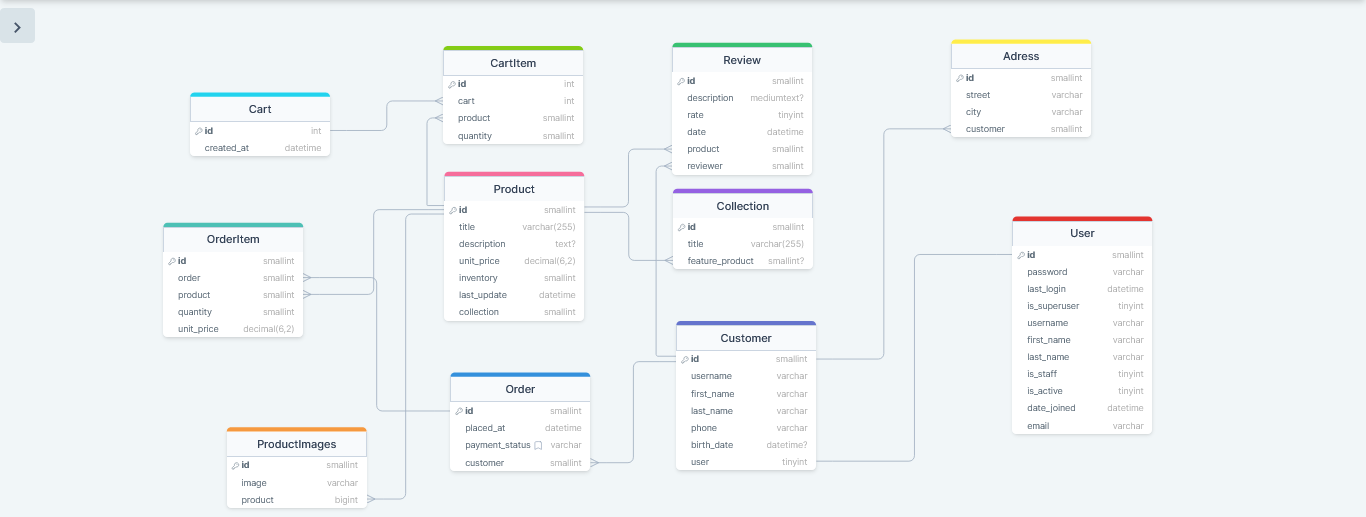 Cart
id int
created_at datetime
CartItem
id int
cart int
product smallint
quantity smallint
Review
id smallint
description mediumtext?
rate tinyint
date datetime
product smallint
reviewer smallint
Adress
id smallint
street varchar
city varchar
customer smallint
OrderItem
id smallint
order smallint
product smallint
quantity smallint
unit_price decimal(6,2)
Product
id smallint
title varchar(255)
description text?
unit_price decimal(6,2)
inventory smallint
last_update datetime
collection smallint
Collection
id smallint
title varchar(255)
feature_product smallint?
User
id smallint
password varchar
last_login datetime
is_superuser tinyint
username varchar
first_name varchar
last_name varchar
is_staff tinyint
is_active tinyint
date_joined datetime
email varchar
ProductImages
id smallint
image varchar
product bigint
Order
id smallint
placed_at datetime
payment_status varchar
customer smallint
Customer
id smallint
username varchar
first_name varchar
last_name varchar
phone varchar
birth_date datetime?
user tinyint